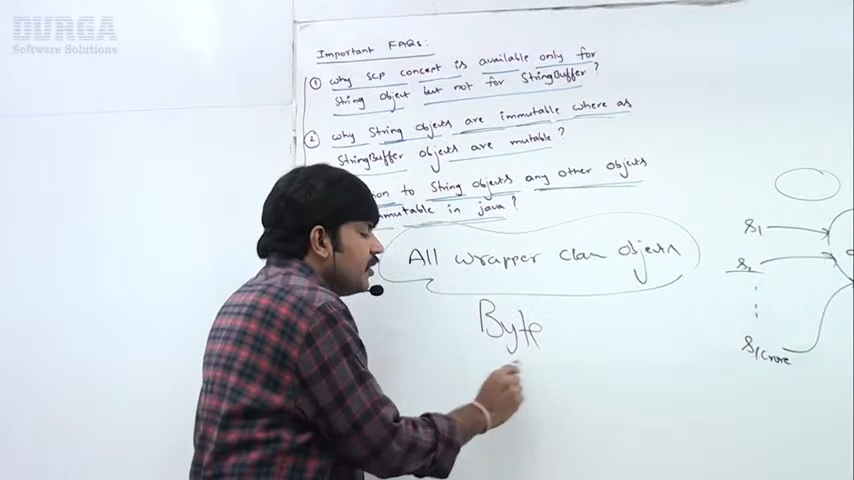 DURGA
Software Solutions
Important FAQs:
① why SCP concept is available only for
String object but not for StringBuffer?
② why String objects are immutable where as
StringBuffer objects are mutable?
to String objects any other objects
immutable in java?
All wrapper class objects
Byte
S1
S2
S1crore